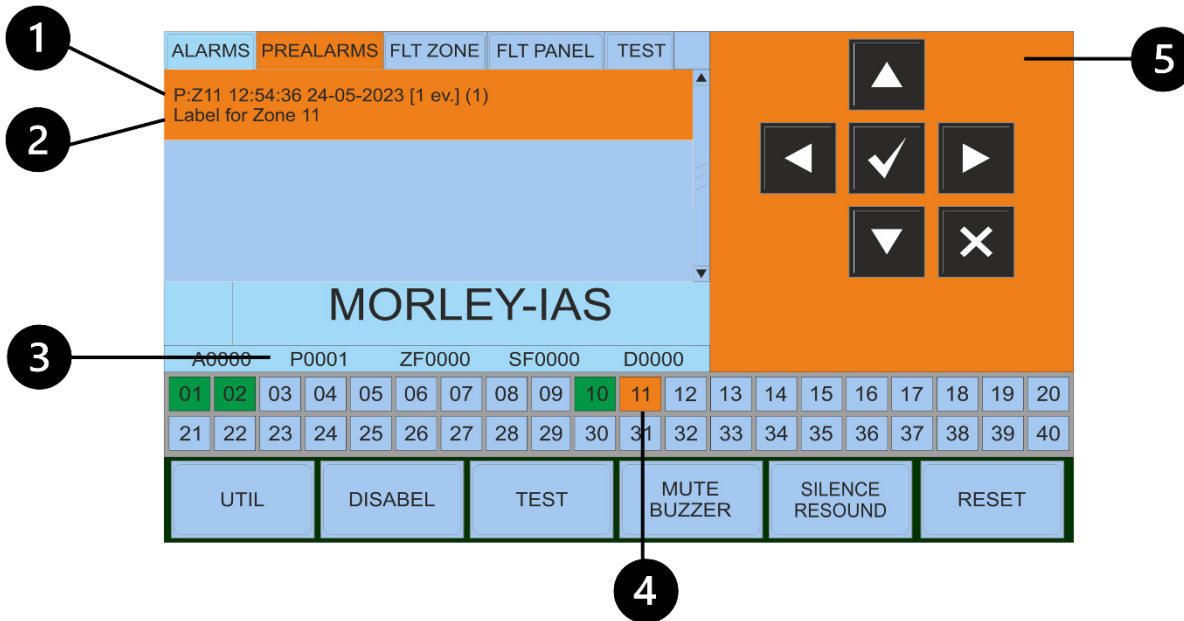 1
2
3
4
5
ALARMS PREALARMS FLT ZONE FLT PANEL TEST
P:Z11 12:54:36 24-05-2023 [1 ev.] (1)
Label for Zone 11
MORLEY-IAS
A0000 P0001 ZF0000 SF0000 D0000
01 02 03 04 05 06 07 08 09 10 11 12 13 14 15 16 17 18 19 20
21 22 23 24 25 26 27 28 29 30 31 32 33 34 35 36 37 38 39 40
UTIL DISABEL TEST MUTE BUZZER SILENCE RESOUND RESET